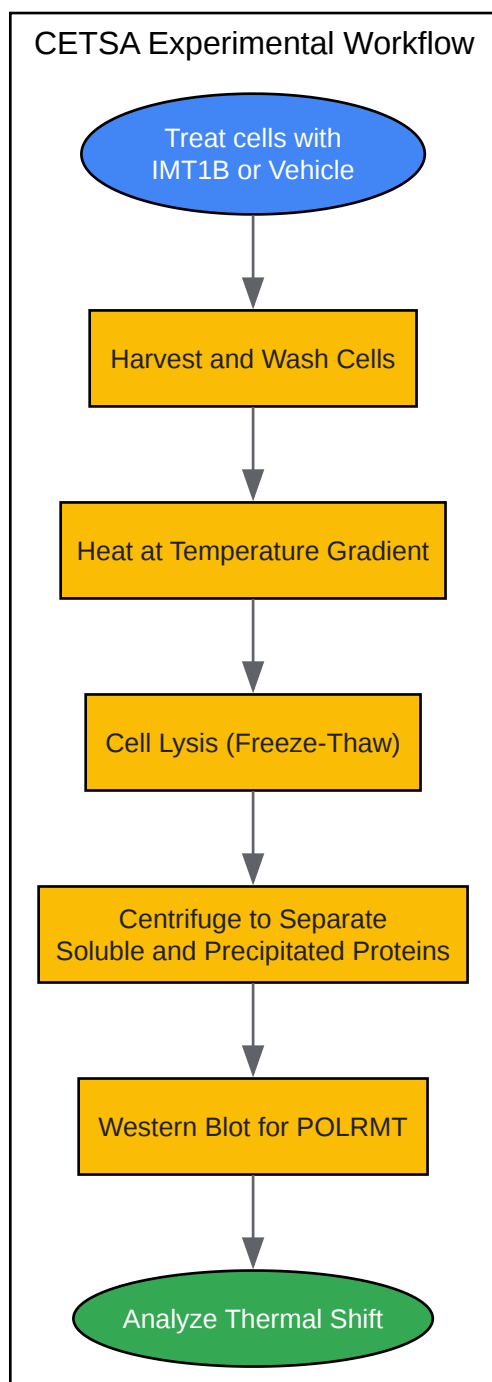 CETSA Experimental Workflow
Treat cells with
IMT1B or Vehicle
Harvest and Wash Cells
Heat at Temperature Gradient
Cell Lysis (Freeze-Thaw)
Centrifuge to Separate
Soluble and Precipitated Proteins
Western Blot for POLRMT
Analyze Thermal Shift